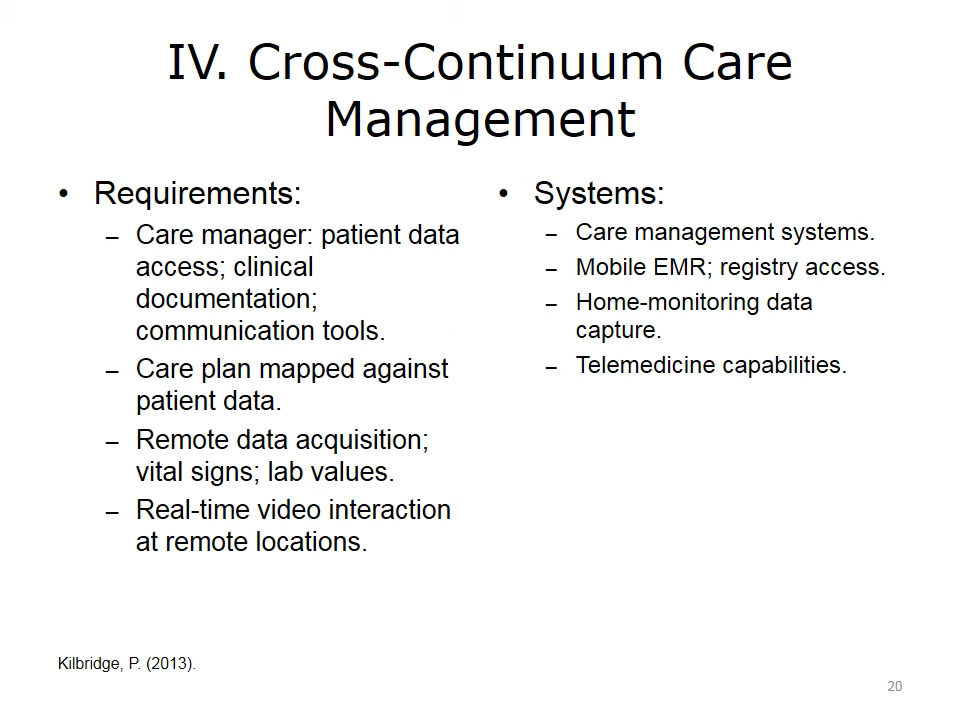 IV. Cross-Continuum Care
Management
• Requirements:
– Care manager: patient data
access; clinical
documentation;
communication tools.
– Care plan mapped against
patient data.
– Remote data acquisition;
vital signs; lab values.
– Real-time video interaction
at remote locations.
• Systems:
– Care management systems.
– Mobile EMR; registry access.
– Home-monitoring data
capture.
– Telemedicine capabilities.
Kilbridge, P. (2013).
20